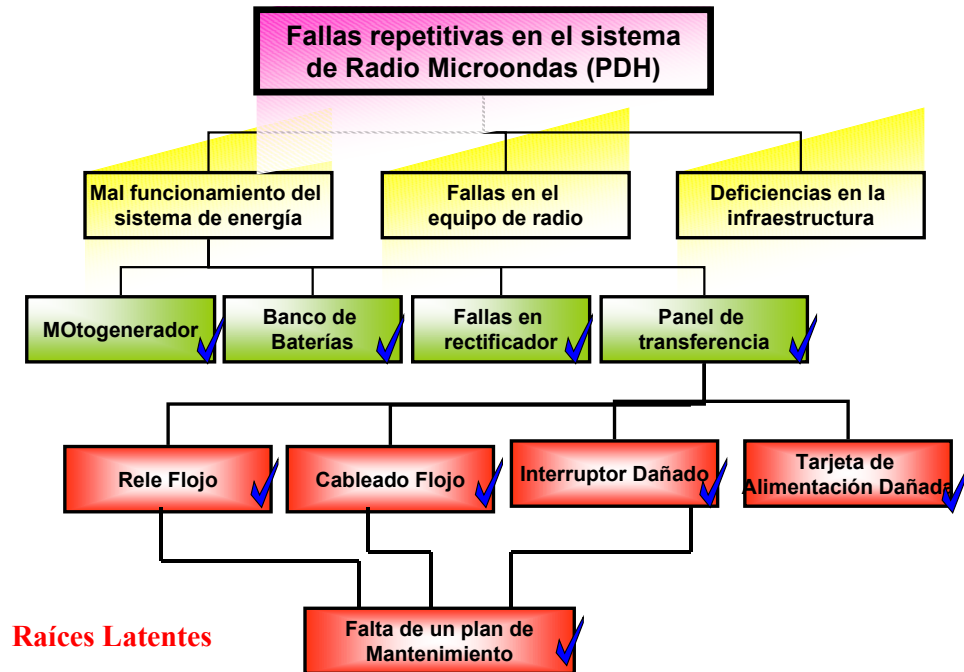 Fallas repetitivas en el sistema
de Radio Microondas (PDH)
Mal funcionamiento del
sistema de energía
Fallas en el
equipo de radio
Deficiencias en la
infraestructura
MOtogenerador
Banco de
Baterías
Fallas en
rectificador
Panel de
transferencia
Rele Flojo
Cableado Flojo
Interruptor Dañado
Tarjeta de
Alimentación Dañada
Raíces Latentes
Falta de un plan de
Mantenimiento